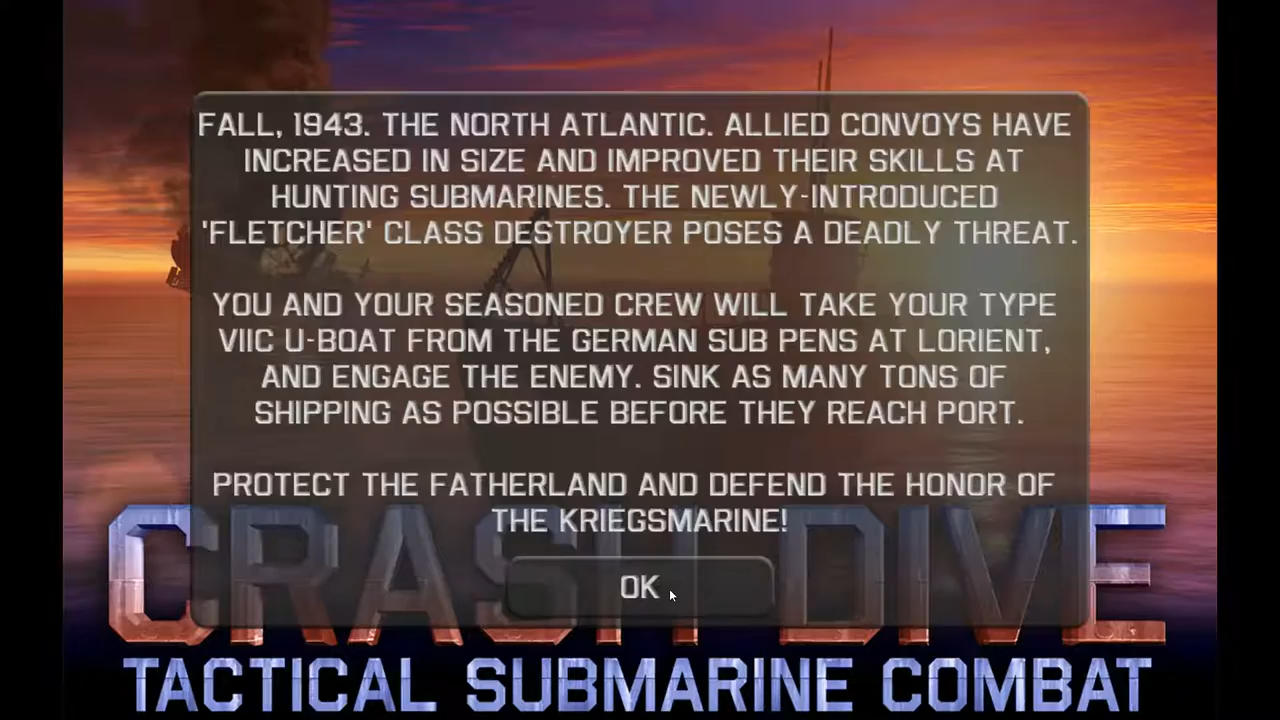 FALL, 1943. THE NORTH ATLANTIC. ALLIED CONVOYS HAVE
INCREASED IN SIZE AND IMPROVED THEIR SKILLS AT
HUNTING SUBMARINES. THE NEWLY-INTRODUCED
'FLETCHER' CLASS DESTROYER POSES A DEADLY THREAT.
YOU AND YOUR SEASONED CREW WILL TAKE YOUR TYPE
VIIC U-BOAT FROM THE GERMAN SUB PENS AT LORIENT,
AND ENGAGE THE ENEMY. SINK AS MANY TONS OF
SHIPPING AS POSSIBLE BEFORE THEY REACH PORT.
PROTECT THE FATHERLAND AND DEFEND THE HONOR OF
THE KRIEGSMARINE!
OK
CRASH DIVE
TACTICAL SUBMARINE COMBAT